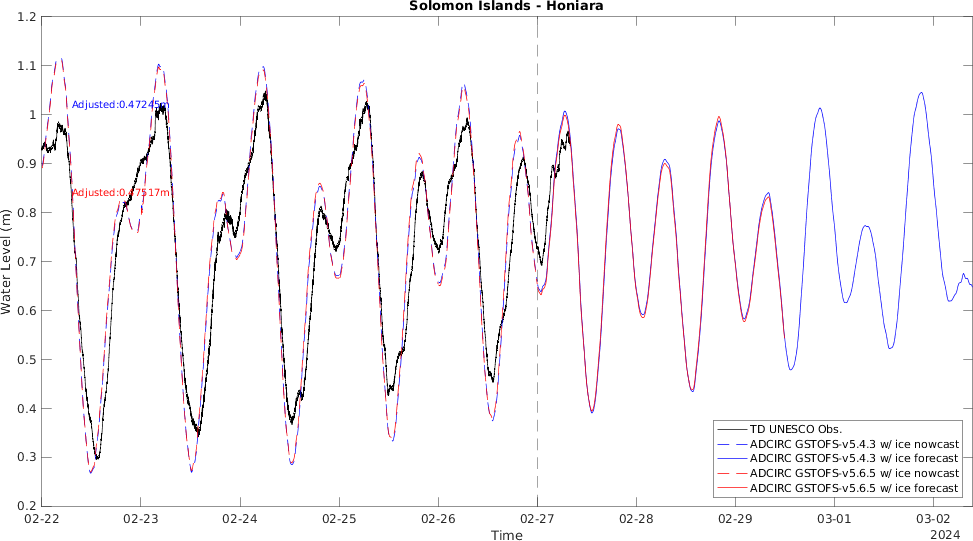 Solomon Islands - Honiara
1.2
1.1
1
0.9
0.8
0.7
0.6
0.5
0.4
0.3
0.2
Water Level (m)
Adjusted:0.47245m
Adjusted:0.47517m
TD UNESCO Obs.
ADCIRC GSTOFS-v5.4.3 w/ ice nowcast
ADCIRC GSTOFS-v5.4.3 w/ ice forecast
ADCIRC GSTOFS-v5.6.5 w/ ice nowcast
ADCIRC GSTOFS-v5.6.5 w/ ice forecast
02-22 02-23 02-24 02-25 02-26 02-27 02-28 02-29 03-01 03-02
Time
2024